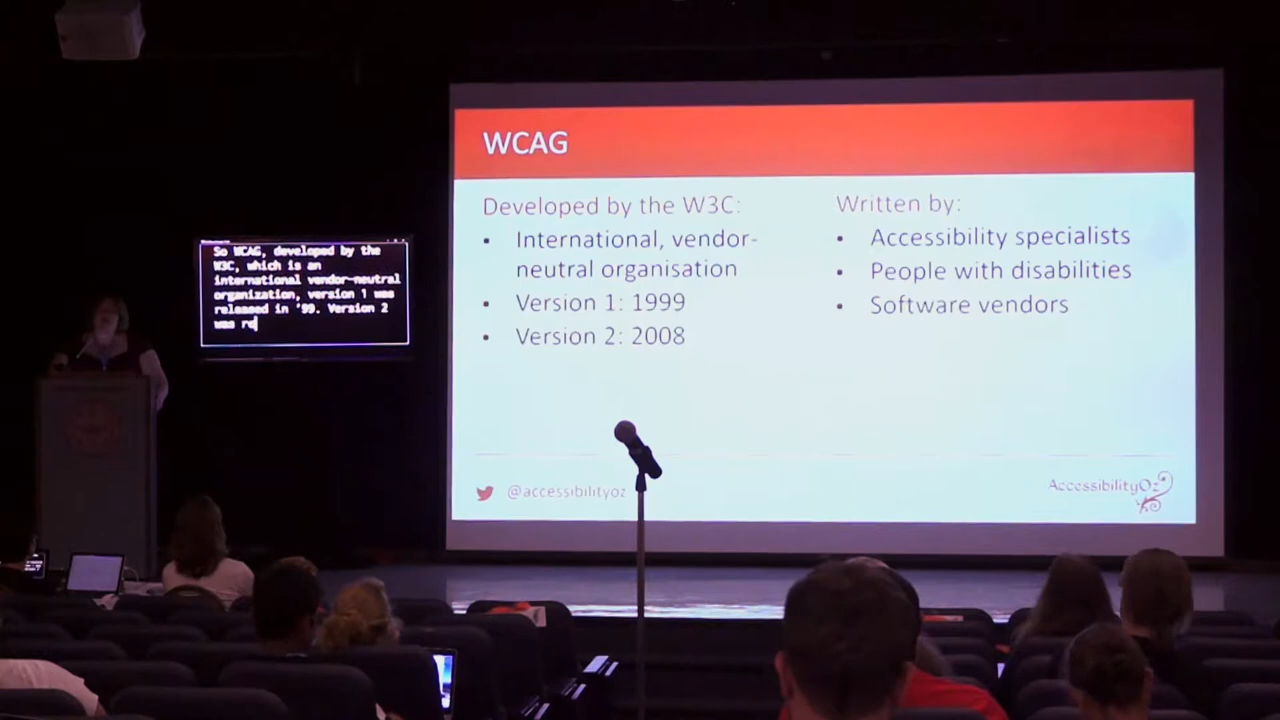 WCAG
Developed by the W3C:
• International, vendor-
neutral organisation
• Version 1: 1999
• Version 2: 2008
Written by:
• Accessibility specialists
• People with disabilities
• Software vendors
@accessibilityoz
AccessibilityOz
So WCAG, developed by the
W3C, which is an
international vendor-neutral
organization, version 1 was
released in '99. Version 2
was re